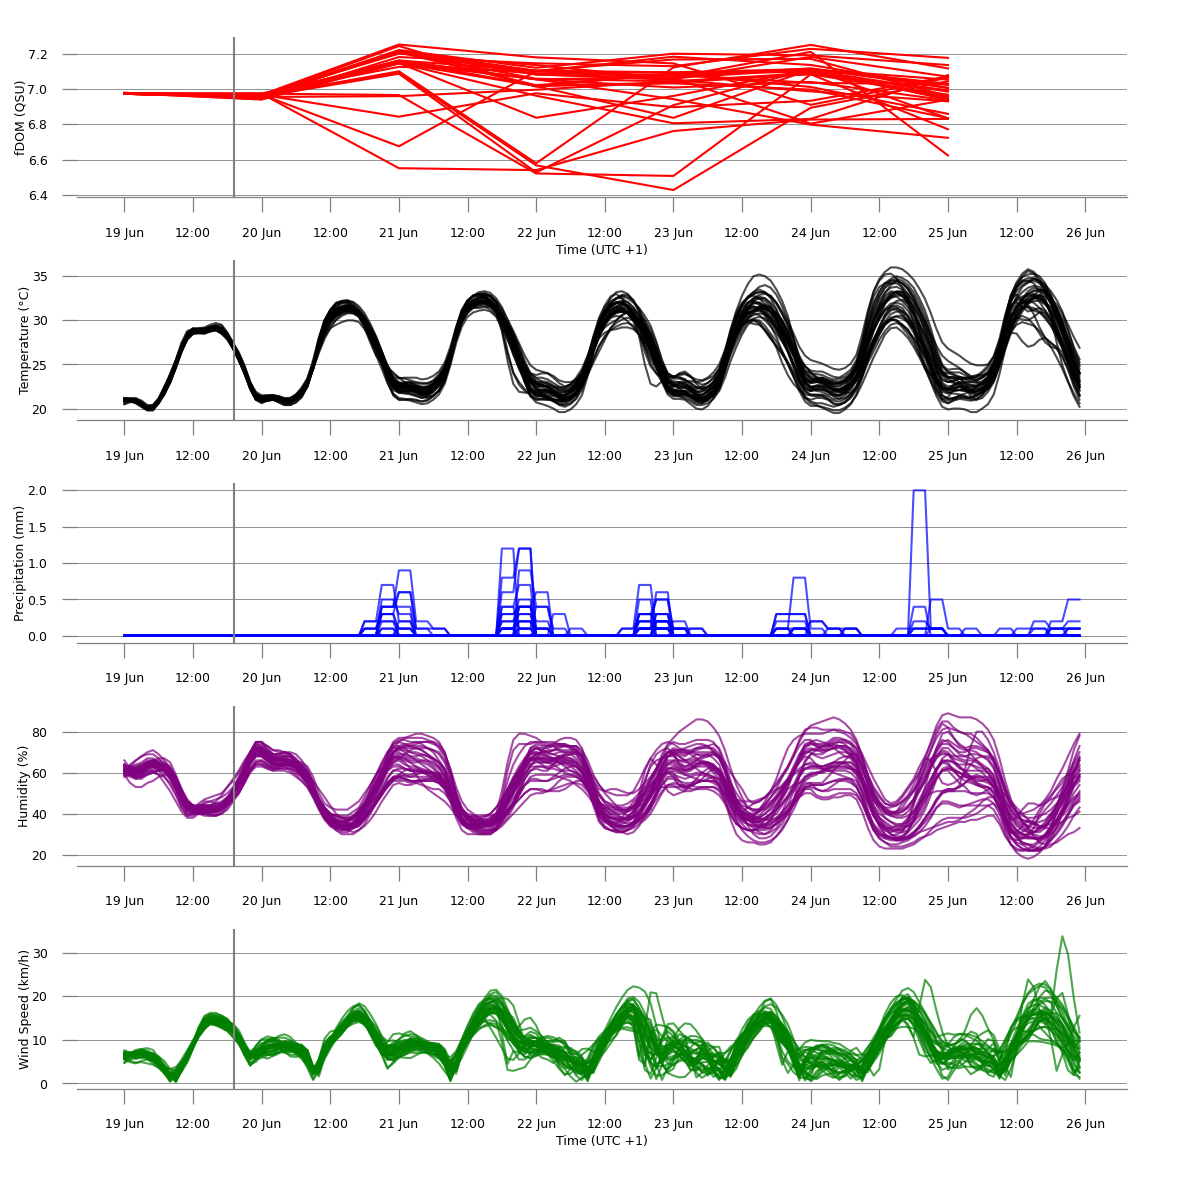 7.2
7.0
6.8
6.6
6.4
fDOM (QSU)
19 Jun 12:00 20 Jun 12:00 21 Jun 12:00 22 Jun 12:00 23 Jun 12:00 24 Jun 12:00 25 Jun 12:00 26 Jun
Time (UTC +1)
35
30
25
20
Temperature (°C)
19 Jun 12:00 20 Jun 12:00 21 Jun 12:00 22 Jun 12:00 23 Jun 12:00 24 Jun 12:00 25 Jun 12:00 26 Jun
2.0
1.5
1.0
0.5
0.0
Precipitation (mm)
19 Jun 12:00 20 Jun 12:00 21 Jun 12:00 22 Jun 12:00 23 Jun 12:00 24 Jun 12:00 25 Jun 12:00 26 Jun
80
60
40
20
Humidity (%)
19 Jun 12:00 20 Jun 12:00 21 Jun 12:00 22 Jun 12:00 23 Jun 12:00 24 Jun 12:00 25 Jun 12:00 26 Jun
30
20
10
0
Wind Speed (km/h)
19 Jun 12:00 20 Jun 12:00 21 Jun 12:00 22 Jun 12:00 23 Jun 12:00 24 Jun 12:00 25 Jun 12:00 26 Jun
Time (UTC +1)